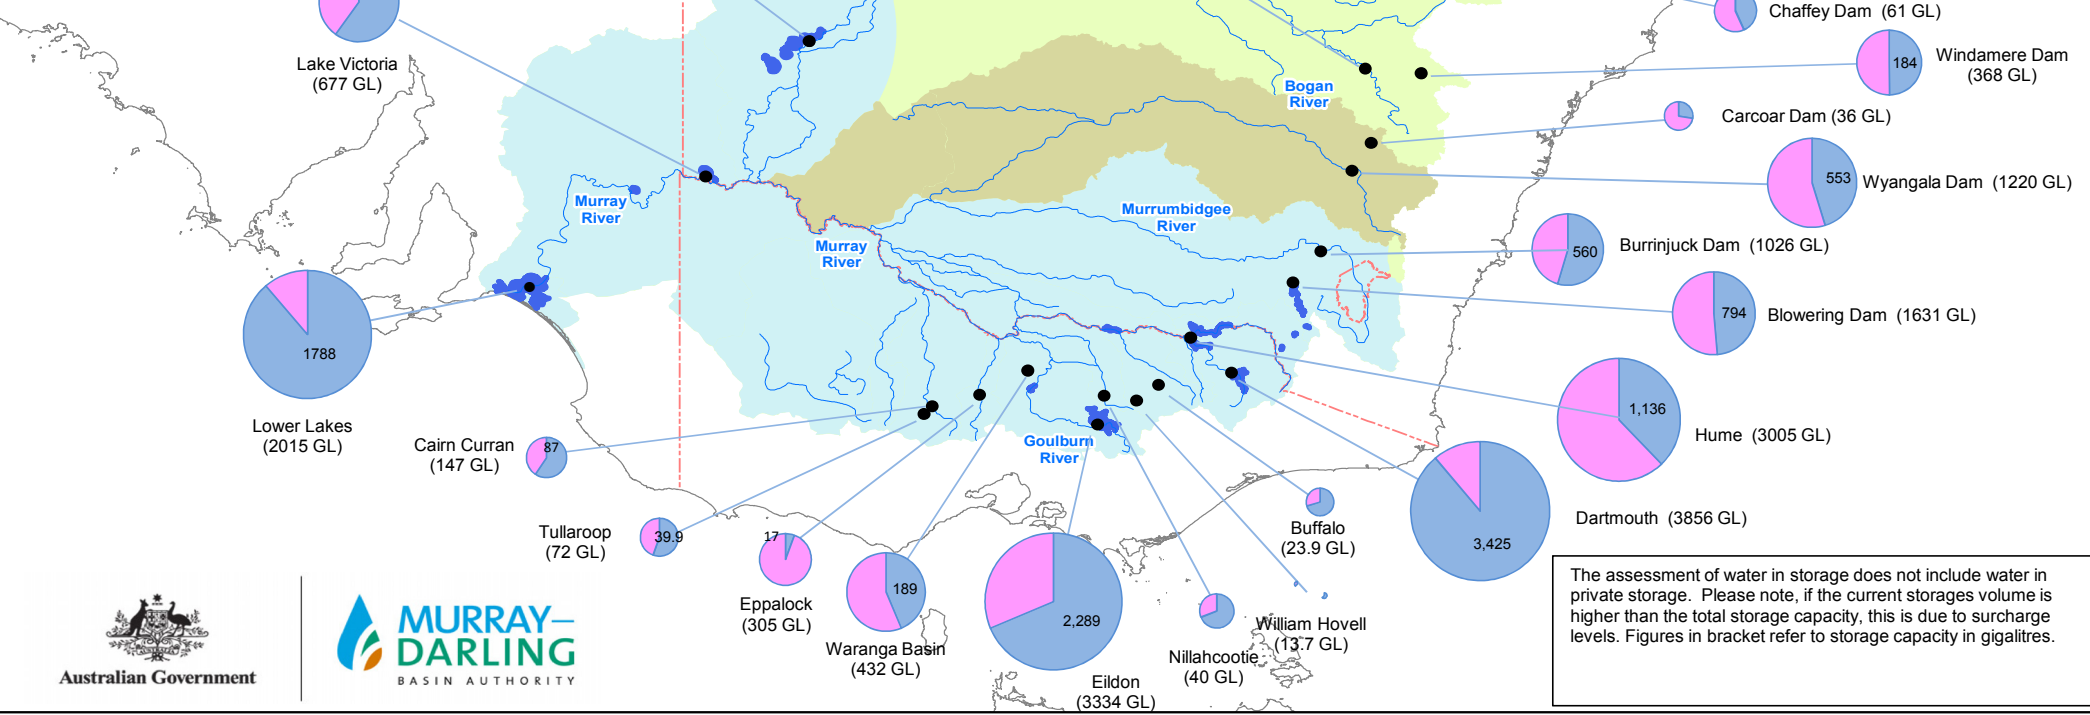 Chaffey Dam (61 GL)
Lake Victoria
(677 GL)
184
Windamere Dam
(368 GL)
Bogan
River
Carcoar Dam (36 GL)
553
Wyangala Dam (1220 GL)
Murray
River
Murrumbidgee
River
Murray
River
560
Burrinjuck Dam (1026 GL)
794
Blowering Dam (1631 GL)
1788
Lower Lakes
(2015 GL)
1,136
Hume (3005 GL)
Cairn Curran
(147 GL)
87
Goulburn
River
Tullaroop
(72 GL)
39.9
17
Eppalock
(305 GL)
189
Waranga Basin
(432 GL)
2,289
Eildon
(3334 GL)
Nillahcootie
(40 GL)
William Hovell
(13.7 GL)
Buffalo
(23.9 GL)
3,425
Dartmouth (3856 GL)
The assessment of water in storage does not include water in
private storage. Please note, if the current storages volume is
higher than the total storage capacity, this is due to surcharge
levels. Figures in bracket refer to storage capacity in gigalitres.
Australian Government
MURRAY–
DARLING
BASIN AUTHORITY